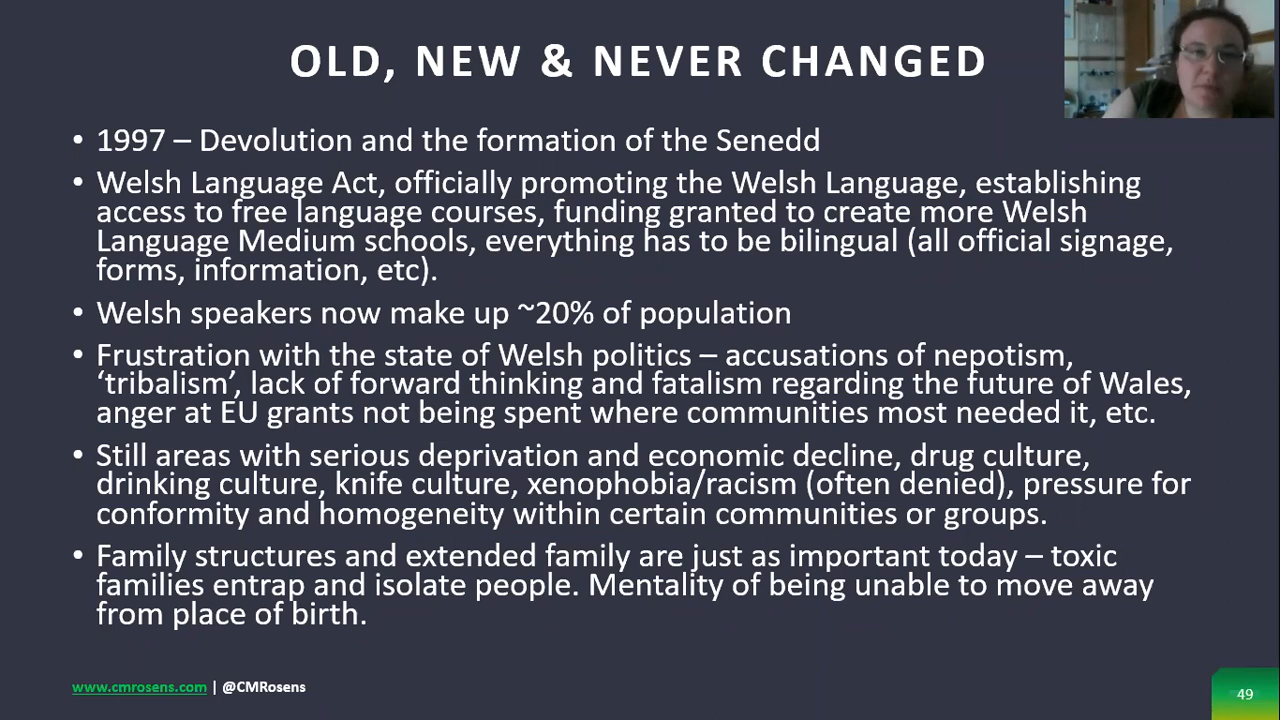 OLD, NEW & NEVER CHANGED
• 1997 – Devolution and the formation of the Senedd
• Welsh Language Act, officially promoting the Welsh Language, establishing
access to free language courses, funding granted to create more Welsh
Language Medium schools, everything has to be bilingual (all official signage,
forms, information, etc).
• Welsh speakers now make up ~20% of population
• Frustration with the state of Welsh politics – accusations of nepotism,
‘tribalism’, lack of forward thinking and fatalism regarding the future of Wales,
anger at EU grants not being spent where communities most needed it, etc.
• Still areas with serious deprivation and economic decline, drug culture,
drinking culture, knife culture, xenophobia/racism (often denied), pressure for
conformity and homogeneity within certain communities or groups.
• Family structures and extended family are just as important today – toxic
families entrap and isolate people. Mentality of being unable to move away
from place of birth.
www.cmrosens.com | @CMRosens
49